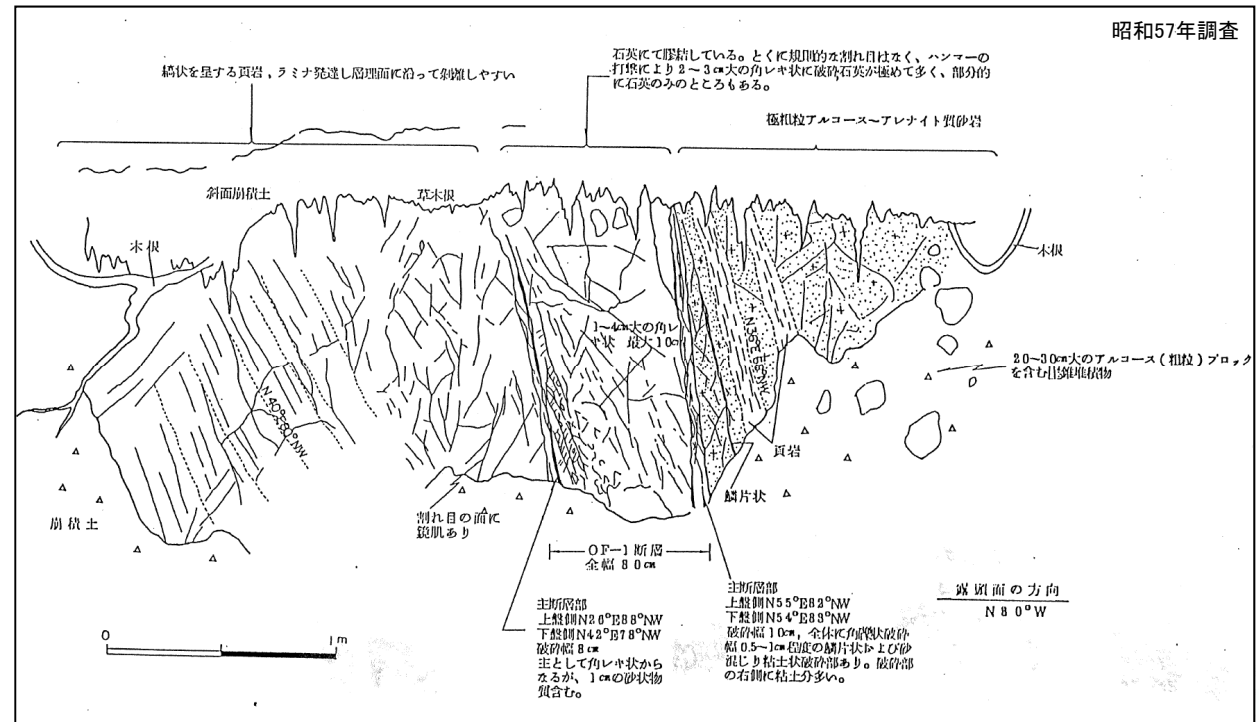 昭和57年調査
縞状を呈する頁岩、ラミナ発達し層理面に沿って剥離しやすい
石英にて膠結している。とくに規則的な割れ目はなく、ハンマーの
打撃により2~3cm大の角レキ状に破砕石英が極めて多く、部分的
に石英のみのところもある。
極粗粒アルコース~アレナイト質砂岩
斜面崩積土
草木根
木根
木根
1~4cm大の角レ
キ状 最大10cm
N40°E80°NW
N56°E65°NW
20~30cm大のアルコース(粗粒)ブロック
を含む崖錐堆積物
頁岩
鱗片状
崩積土
割れ目の面に
鏡肌あり
OF-1断層
全幅80cm
主断層部
上盤側N26°E88°NW
下盤側N42°E78°NW
破砕幅8cm
主として角レキ状から
なるが、1cmの砂状物
質含む。
主断層部
上盤側N55°E82°NW
下盤側N54°E83°NW
破砕幅10cm、全体に角礫状破砕
幅0.5~1cm程度の鱗片状および砂
混じり粘土状破砕部あり。破砕部
の右側に粘土分多い。
露頭面の方向
N80°W
0
1m